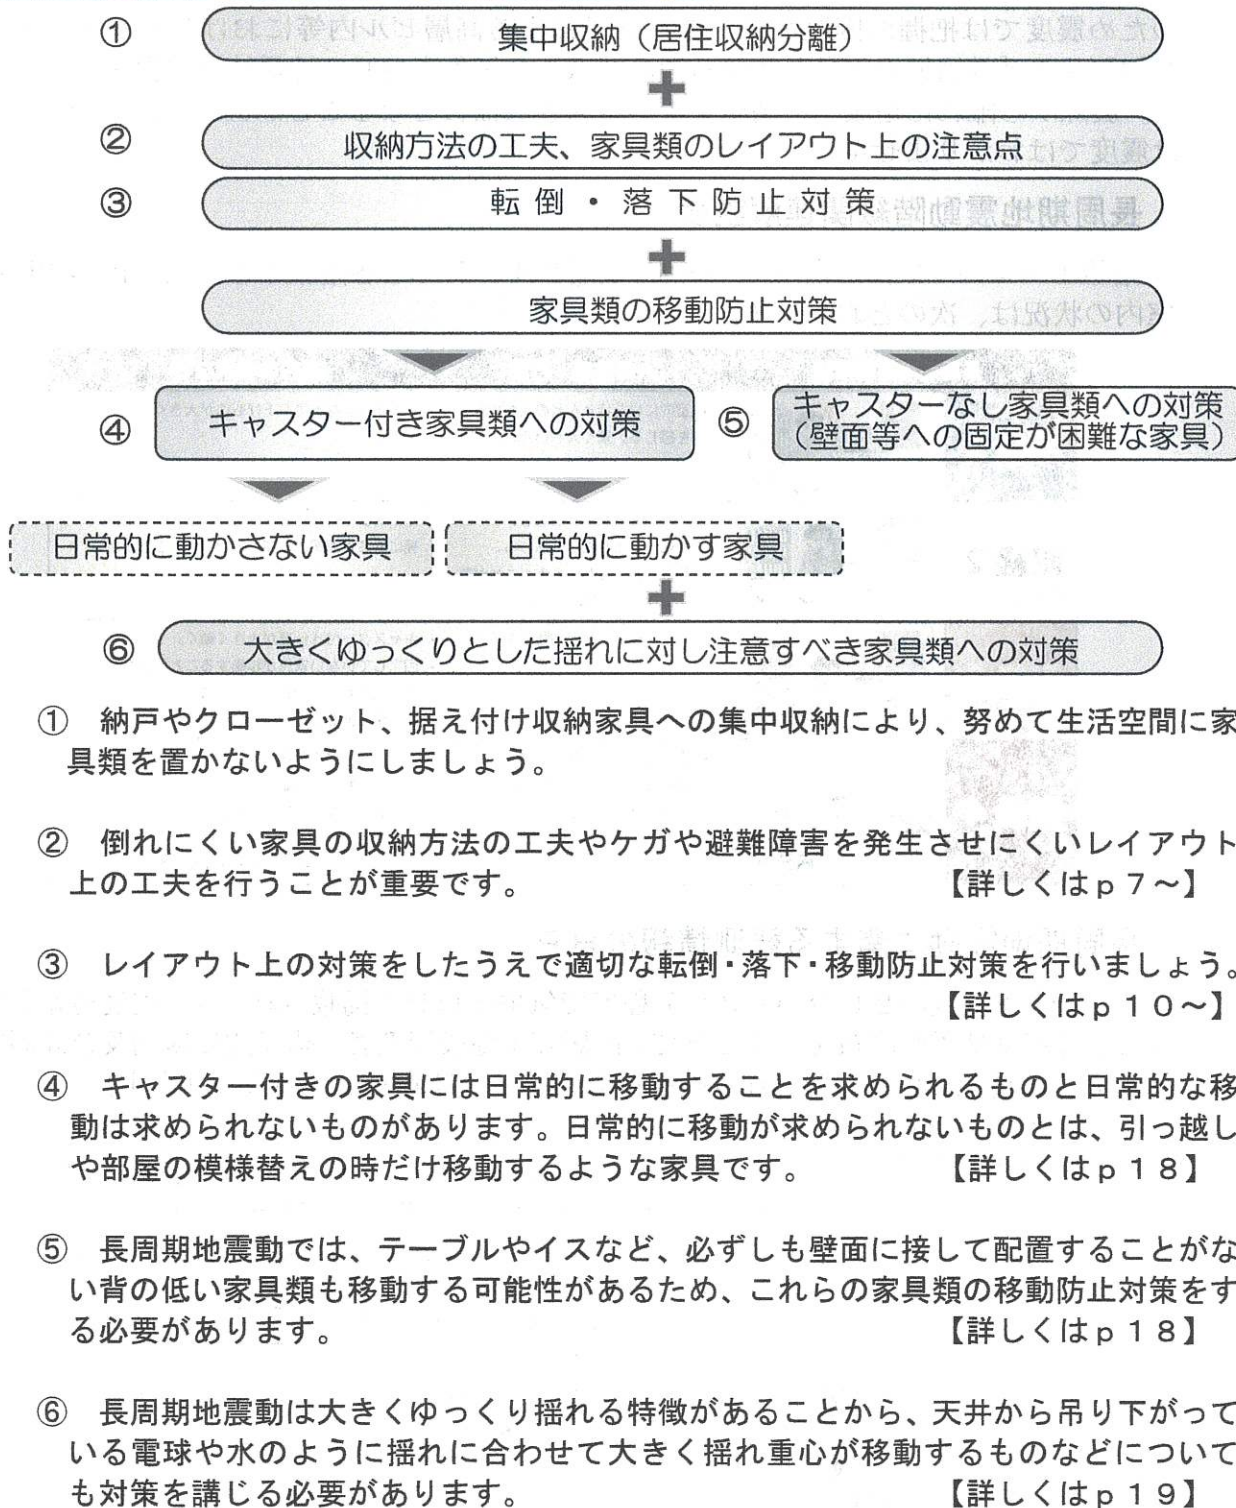 ① 集中収納（居住収納分離）
＋
② 収納方法の工夫、家具類のレイアウト上の注意点
③ 転倒・落下防止対策
＋
家具類の移動防止対策
④ キャスター付き家具類への対策
⑤ キャスターなし家具類への対策
（壁面等への固定が困難な家具）
日常的に動かさない家具
日常的に動かす家具
＋
⑥ 大きくゆっくりとした揺れに対し注意すべき家具類への対策
① 納戸やクローゼット、据え付け収納家具への集中収納により、努めて生活空間に家
具類を置かないようにしましょう。
② 倒れにくい家具の収納方法の工夫やケガや避難障害を発生させにくいレイアウト
上の工夫を行うことが重要です。 【詳しくはｐ７～】
③ レイアウト上の対策をしたうえで適切な転倒・落下・移動防止対策を行いましょう。
【詳しくはｐ１０～】
④ キャスター付きの家具には日常的に移動することを求められるものと日常的な移
動は求められないものがあります。日常的に移動が求められないものとは、引っ越し
や部屋の模様替えの時だけ移動するような家具です。 【詳しくはｐ１８】
⑤ 長周期地震動では、テーブルやイスなど、必ずしも壁面に接して配置することがな
い背の低い家具類も移動する可能性があるため、これらの家具類の移動防止対策をす
る必要があります。 【詳しくはｐ１８】
⑥ 長周期地震動は大きくゆっくり揺れる特徴があることから、天井から吊り下がって
いる電球や水のように揺れに合わせて大きく揺れ重心が移動するものなどについて
も対策を講じる必要があります。 【詳しくはｐ１９】